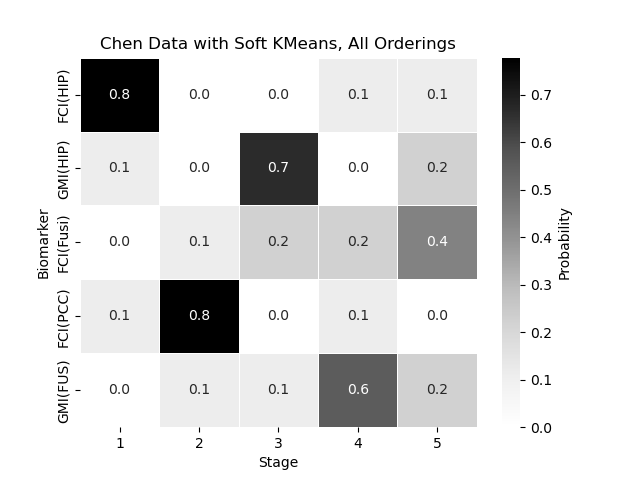 Chen Data with Soft KMeans, All Orderings
Biomarker
FCI(HIP)
0.8 0.0 0.0 0.1 0.1
GMI(HIP)
0.1 0.0 0.7 0.0 0.2
FCI(Fusi)
0.0 0.1 0.2 0.2 0.4
FCI(PCC)
0.1 0.8 0.0 0.1 0.0
GMI(FUS)
0.0 0.1 0.1 0.6 0.2
1 2 3 4 5
Stage
0.7
0.6
0.5
0.4
0.3
0.2
0.1
0.0
Probability